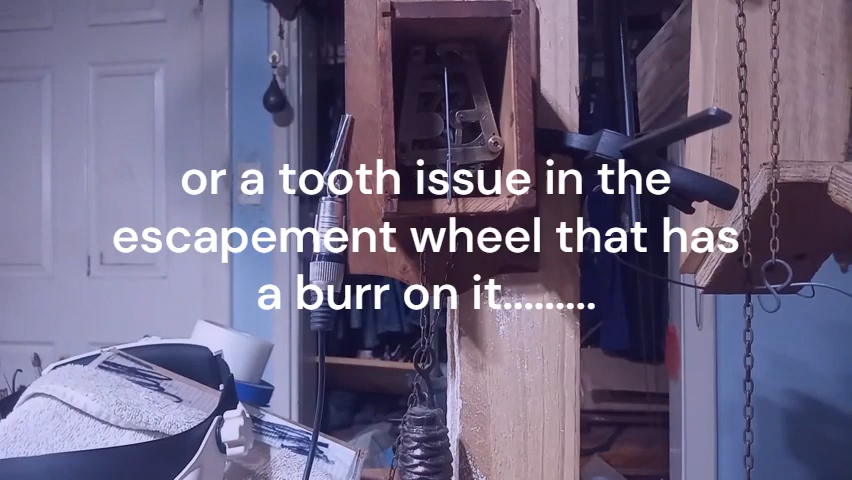 or a tooth issue in the
escapement wheel that has
a burr on it.........